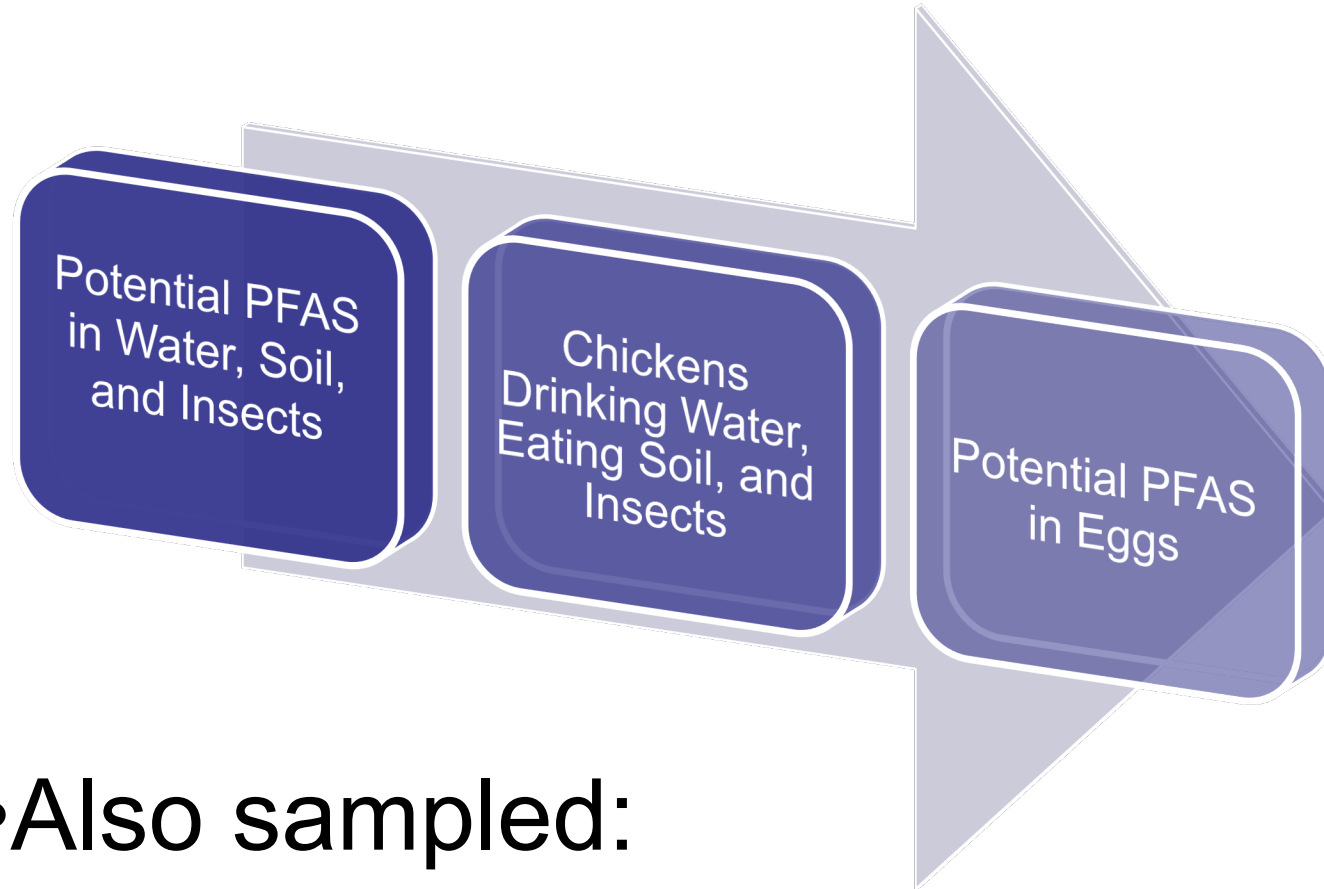 Potential PFAS
in Water, Soil,
and Insects
Chickens
Drinking Water,
Eating Soil, and
Insects
Potential PFAS
in Eggs
•Also sampled: